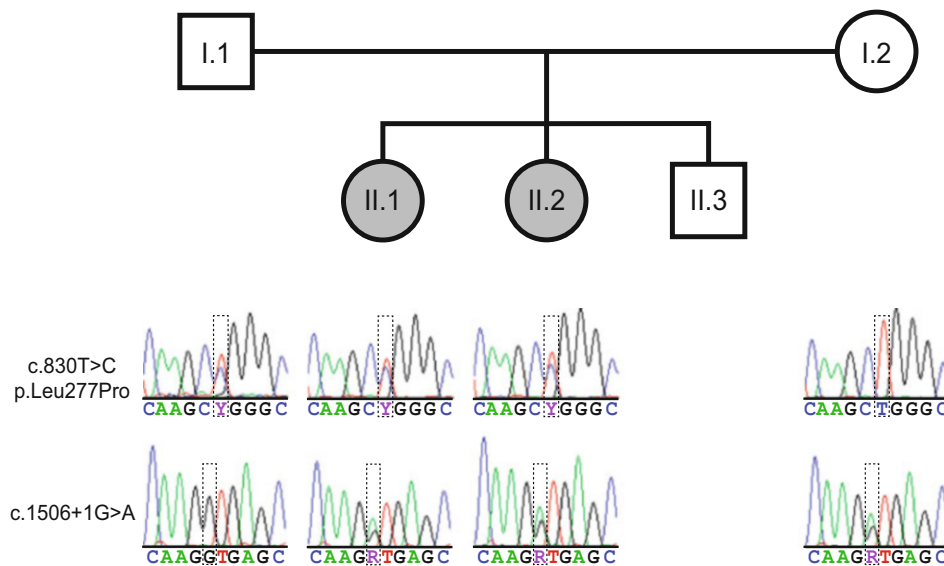 I.1
I.2
II.1
II.2
II.3
c.830T>C
p.Leu277Pro
CAAGCYGGGC
CAAGCYGGGC
CAAGCYGGGC
CAAGCTGGGC
c.1506+1G>A
CAAGGTGAGC
CAAGRTGAGC
CAAGRTGAGC
CAAGRTGAGC